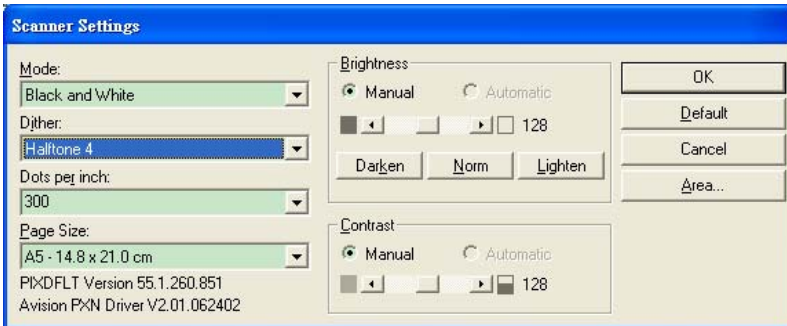 Scanner Settings
Mode:
Black and White
Dither:
Halftone 4
Dots per inch:
300
Page Size:
A5 - 14.8 x 21.0 cm
PIXDFLT Version 55.1.260.851
Avision PXN Driver V2.01.062402
Brightness
Manual
Automatic
128
Darken
Norm
Lighten
Contrast
Manual
Automatic
128
OK
Default
Cancel
Area...